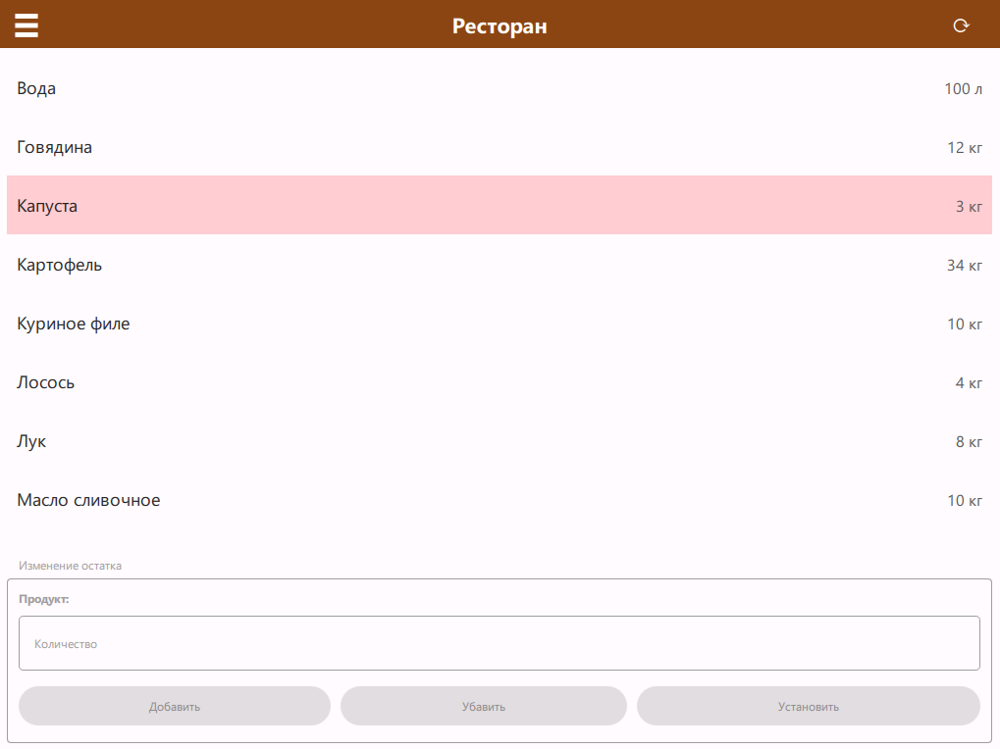 Ресторан
Вода 100 л
Говядина 12 кг
Капуста 3 кг
Картофель 34 кг
Куриное филе 10 кг
Лосось 4 кг
Лук 8 кг
Масло сливочное 10 кг
Изменение остатка
Продукт:
Количество
Добавить Убавить Установить